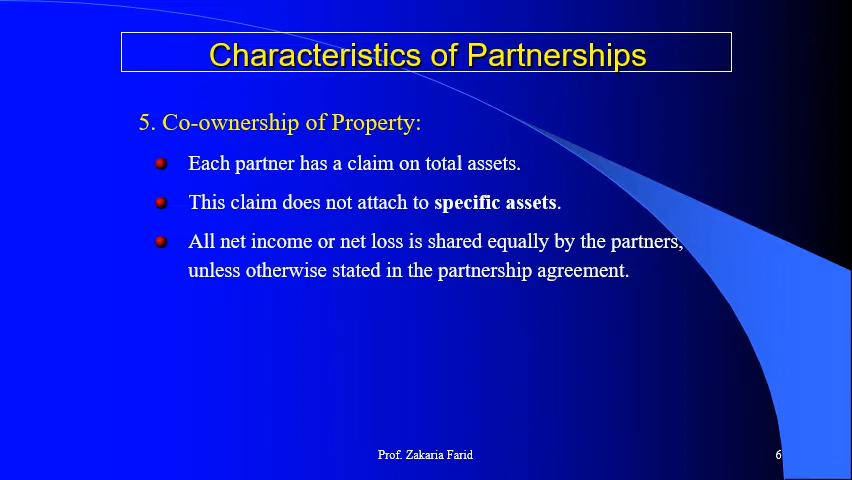 Characteristics of Partnerships
5. Co-ownership of Property:
Each partner has a claim on total assets.
This claim does not attach to specific assets.
All net income or net loss is shared equally by the partners,
unless otherwise stated in the partnership agreement.
Prof. Zakaria Farid
6